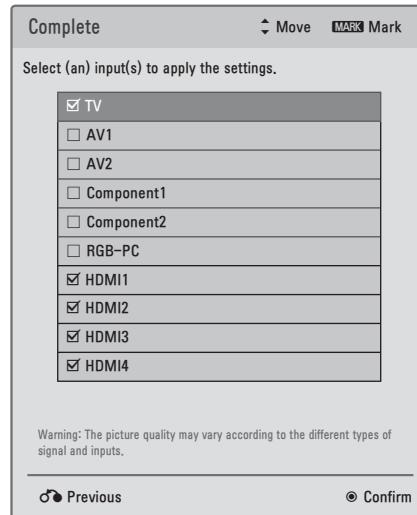 Complete Move MARK Mark
Select (an) input(s) to apply the settings.
TV
AV1
AV2
Component1
Component2
RGB-PC
HDMI1
HDMI2
HDMI3
HDMI4
Warning: The picture quality may vary according to the different types of
signal and inputs.
Previous Confirm